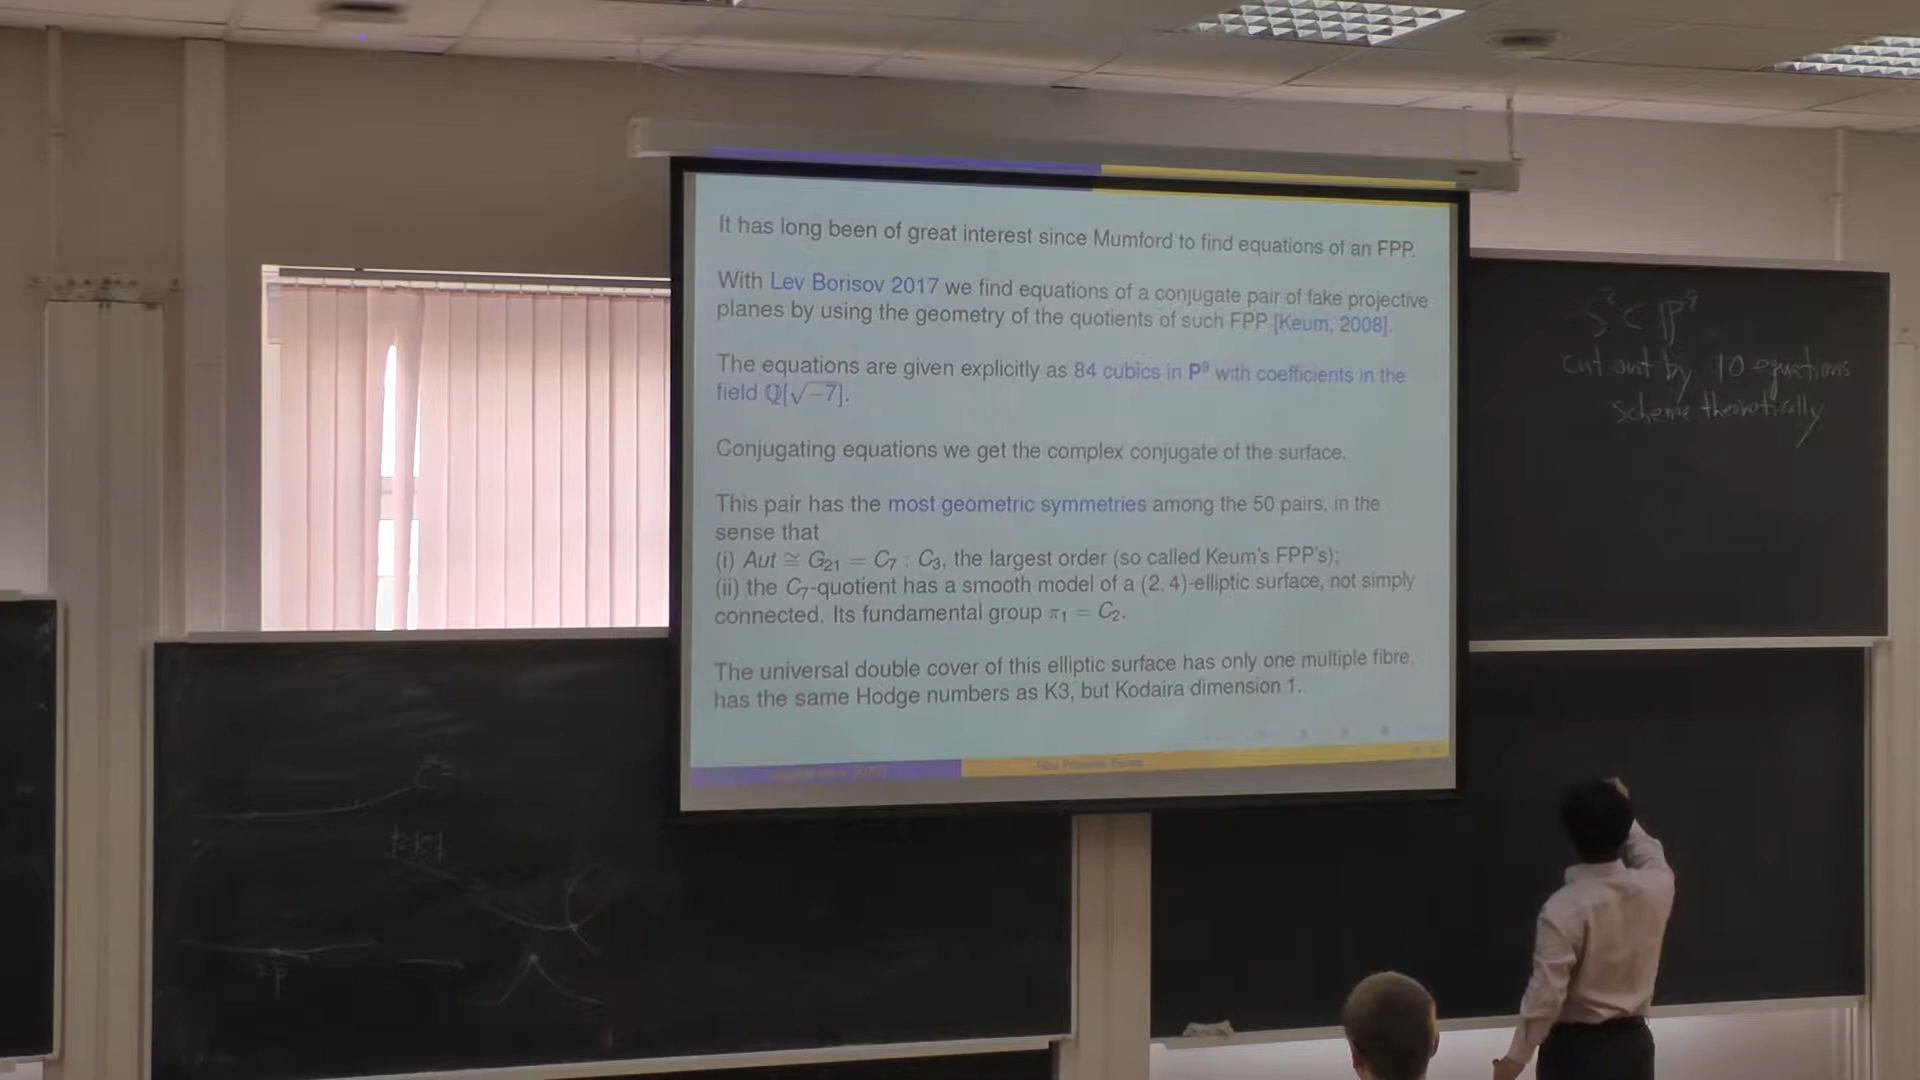 It has long been of great interest since Mumford to find equations of an FPP.
With Lev Borisov 2017 we find equations of a conjugate pair of fake projective
planes by using the geometry of the quotients of such FPP [Keum, 2008].
The equations are given explicitly as 84 cubics in P⁹ with coefficients in the
field ℚ[√−7].
Conjugating equations we get the complex conjugate of the surface.
This pair has the most geometric symmetries among the 50 pairs, in the
sense that
(i) Aut ≅ G₂₁ = C₇ : C₃, the largest order (so called Keum's FPP's);
(ii) the C₇-quotient has a smooth model of a (2, 4)-elliptic surface, not simply
connected. Its fundamental group π₁ = C₂.
The universal double cover of this elliptic surface has only one multiple fibre,
has the same Hodge numbers as K3, but Kodaira dimension 1.
S² ⊂ ℙ⁹
cut out by 10 equations
scheme theoretically